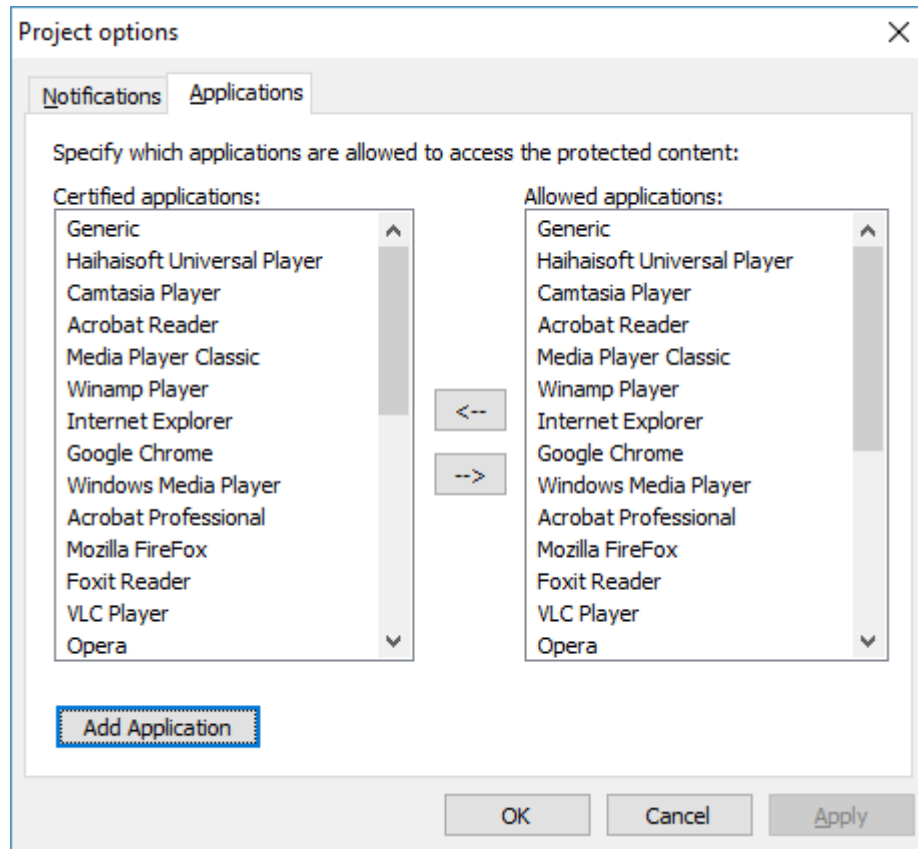 Project options
Notifications
Applications
Specify which applications are allowed to access the protected content:
Certified applications:
Generic
Haihaisoft Universal Player
Camtasia Player
Acrobat Reader
Media Player Classic
Winamp Player
Internet Explorer
Google Chrome
Windows Media Player
Acrobat Professional
Mozilla FireFox
Foxit Reader
VLC Player
Opera
<--
-->
Allowed applications:
Generic
Haihaisoft Universal Player
Camtasia Player
Acrobat Reader
Media Player Classic
Winamp Player
Internet Explorer
Google Chrome
Windows Media Player
Acrobat Professional
Mozilla FireFox
Foxit Reader
VLC Player
Opera
Add Application
OK
Cancel
Apply